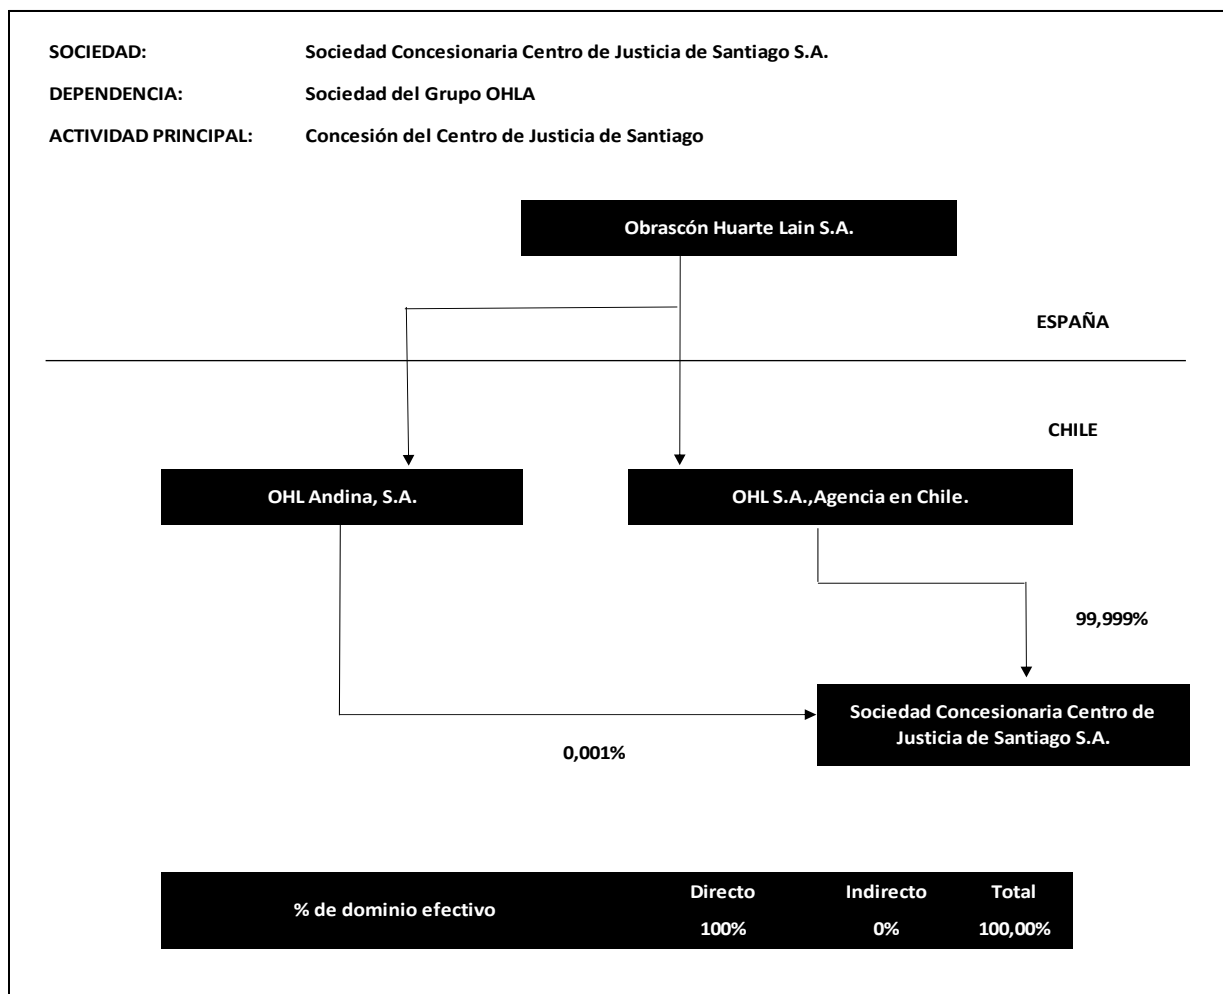 SOCIEDAD: Sociedad Concesionaria Centro de Justicia de Santiago S.A.
DEPENDENCIA: Sociedad del Grupo OHLA
ACTIVIDAD PRINCIPAL: Concesión del Centro de Justicia de Santiago
Obrascón Huarte Lain S.A.
ESPAÑA
CHILE
OHL Andina, S.A.
OHL S.A.,Agencia en Chile.
99,999%
Sociedad Concesionaria Centro de
Justicia de Santiago S.A.
0,001%
% de dominio efectivo
Directo Indirecto Total
100% 0% 100,00%